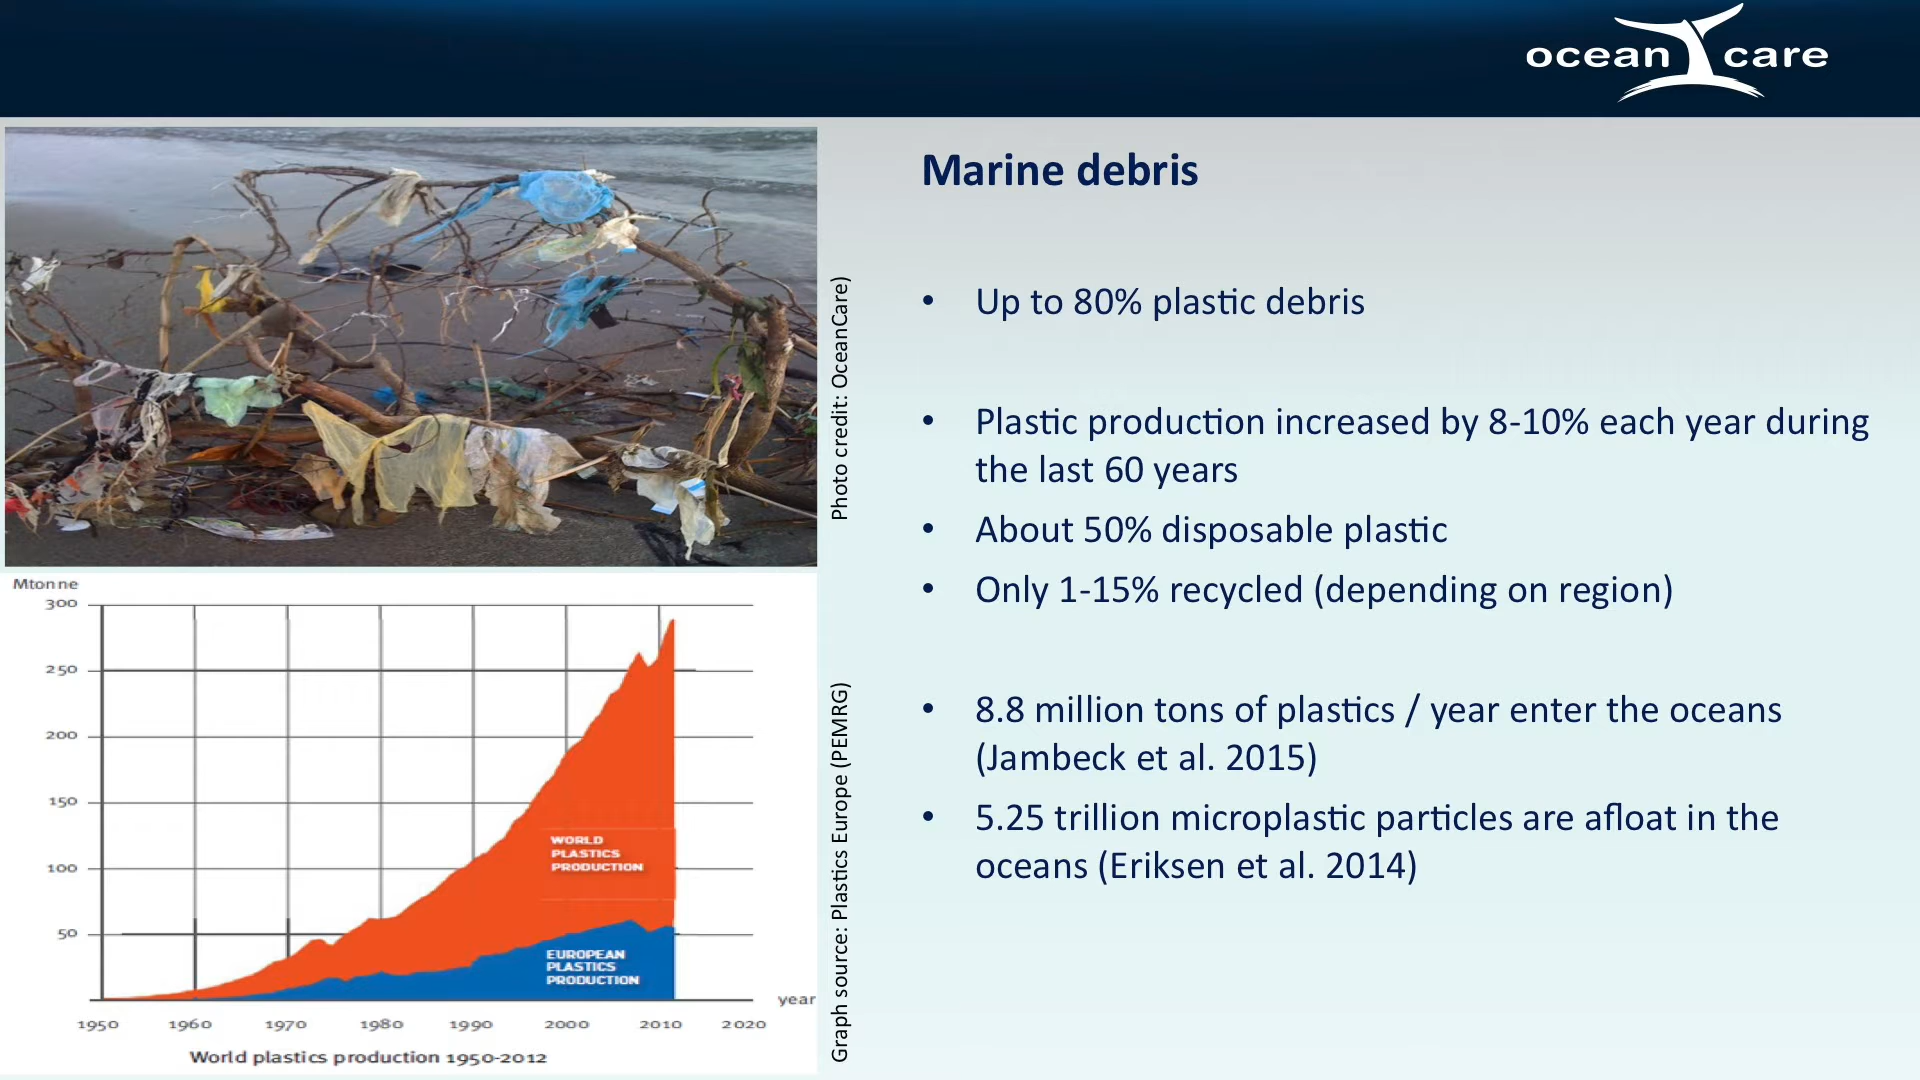 ocean care
Marine debris
• Up to 80% plastic debris
• Plastic production increased by 8-10% each year during
the last 60 years
• About 50% disposable plastic
• Only 1-15% recycled (depending on region)
• 8.8 million tons of plastics / year enter the oceans
(Jambeck et al. 2015)
• 5.25 trillion microplastic particles are afloat in the
oceans (Eriksen et al. 2014)
Photo credit: OceanCare)
Mtonne
300
250
200
150
100
50
WORLD
PLASTICS
PRODUCTION
EUROPEAN
PLASTICS
PRODUCTION
year
1950 1960 1970 1980 1990 2000 2010 2020
World plastics production 1950-2012
Graph source: Plastics Europe (PEMRG)